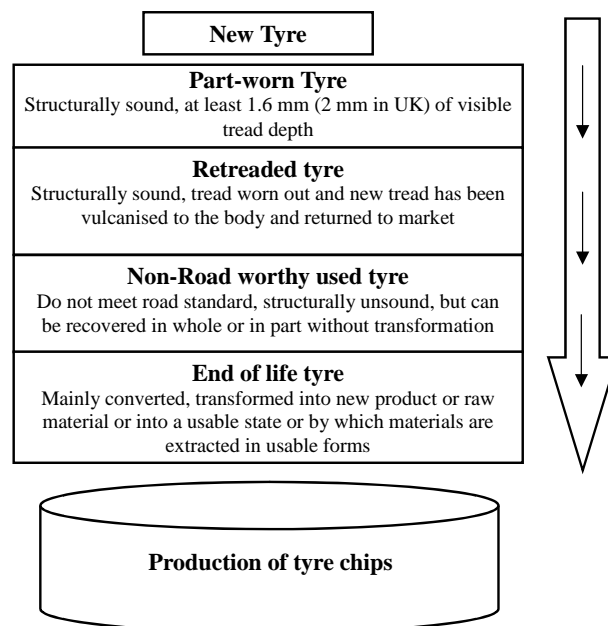 New Tyre
Part-worn Tyre
Structurally sound, at least 1.6 mm (2 mm in UK) of visible
tread depth
Retreaded tyre
Structurally sound, tread worn out and new tread has been
vulcanised to the body and returned to market
Non-Road worthy used tyre
Do not meet road standard, structurally unsound, but can
be recovered in whole or in part without transformation
End of life tyre
Mainly converted, transformed into new product or raw
material or into a usable state or by which materials are
extracted in usable forms
Production of tyre chips